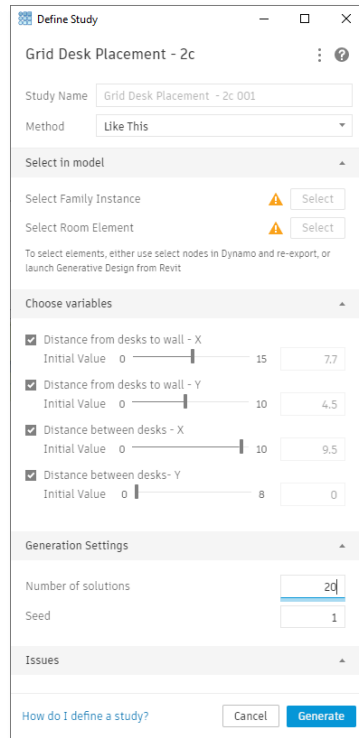 Define Study
Grid Desk Placement - 2c
Study Name Grid Desk Placement - 2c 001
Method Like This
Select in model
Select Family Instance Select
Select Room Element Select
To select elements, either use select nodes in Dynamo and re-export, or
launch Generative Design from Revit
Choose variables
Distance from desks to wall - X
Initial Value 0 15 7.7
Distance from desks to wall - Y
Initial Value 0 10 4.5
Distance between desks - X
Initial Value 0 10 9.5
Distance between desks- Y
Initial Value 0 8 0
Generation Settings
Number of solutions 20
Seed 1
Issues
How do I define a study? Cancel Generate